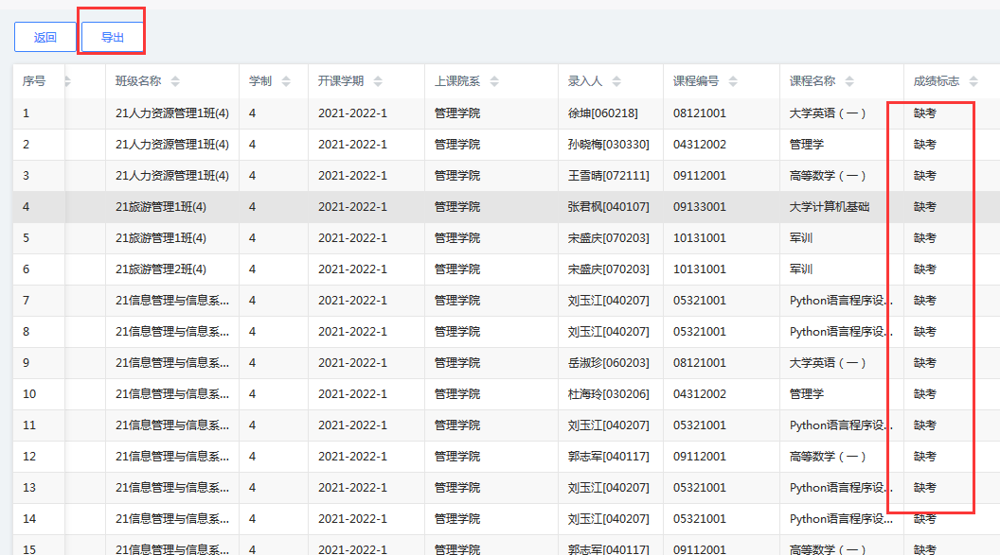 返回 导出
序号 班级名称 学制 开课学期 上课院系 录入人 课程编号 课程名称 成绩标志
1 21人力资源管理1班(4) 4 2021-2022-1 管理学院 徐坤[060218] 08121001 大学英语（一） 缺考
2 21人力资源管理1班(4) 4 2021-2022-1 管理学院 孙晓梅[030330] 04312002 管理学 缺考
3 21人力资源管理1班(4) 4 2021-2022-1 管理学院 王雪晴[072111] 09112001 高等数学（一） 缺考
4 21旅游管理1班(4) 4 2021-2022-1 管理学院 张君枫[040107] 09133001 大学计算机基础 缺考
5 21旅游管理1班(4) 4 2021-2022-1 管理学院 宋盛庆[070203] 10131001 军训 缺考
6 21旅游管理2班(4) 4 2021-2022-1 管理学院 宋盛庆[070203] 10131001 军训 缺考
7 21信息管理与信息系... 4 2021-2022-1 管理学院 刘玉江[040207] 05321001 Python语言程序设... 缺考
8 21信息管理与信息系... 4 2021-2022-1 管理学院 刘玉江[040207] 05321001 Python语言程序设... 缺考
9 21信息管理与信息系... 4 2021-2022-1 管理学院 岳淑珍[060203] 08121001 大学英语（一） 缺考
10 21信息管理与信息系... 4 2021-2022-1 管理学院 杜海玲[030206] 04312002 管理学 缺考
11 21信息管理与信息系... 4 2021-2022-1 管理学院 刘玉江[040207] 05321001 Python语言程序设... 缺考
12 21信息管理与信息系... 4 2021-2022-1 管理学院 郭志军[040117] 09112001 高等数学（一） 缺考
13 21信息管理与信息系... 4 2021-2022-1 管理学院 刘玉江[040207] 05321001 Python语言程序设... 缺考
14 21信息管理与信息系... 4 2021-2022-1 管理学院 刘玉江[040207] 05321001 Python语言程序设... 缺考
15 21信息管理与信息系... 4 2021-2022-1 管理学院 郭志军[040117] 09112001 高等数学（一） 缺考